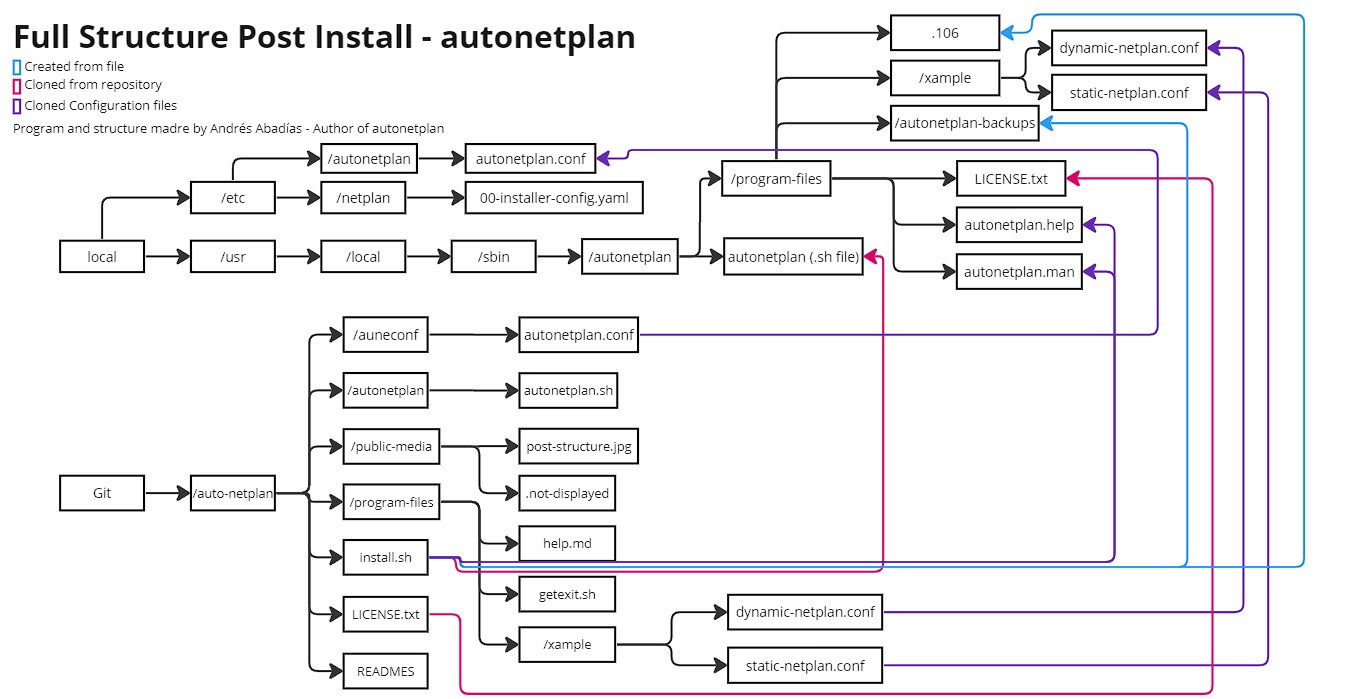 Full Structure Post Install - autonetplan
Created from file
Cloned from repository
Cloned Configuration files
Program and structure madre by Andrés Abadías - Author of autonetplan
.106
/xample
dynamic-netplan.conf
static-netplan.conf
/autonetplan-backups
/autonetplan
autonetplan.conf
/etc
/netplan
00-installer-config.yaml
/program-files
LICENSE.txt
autonetplan.help
local
/usr
/local
/sbin
/autonetplan
autonetplan (.sh file)
autonetplan.man
/auneconf
autonetplan.conf
/autonetplan
autonetplan.sh
/public-media
post-structure.jpg
Git
/auto-netplan
.not-displayed
/program-files
help.md
install.sh
getexit.sh
LICENSE.txt
dynamic-netplan.conf
/xample
static-netplan.conf
READMES